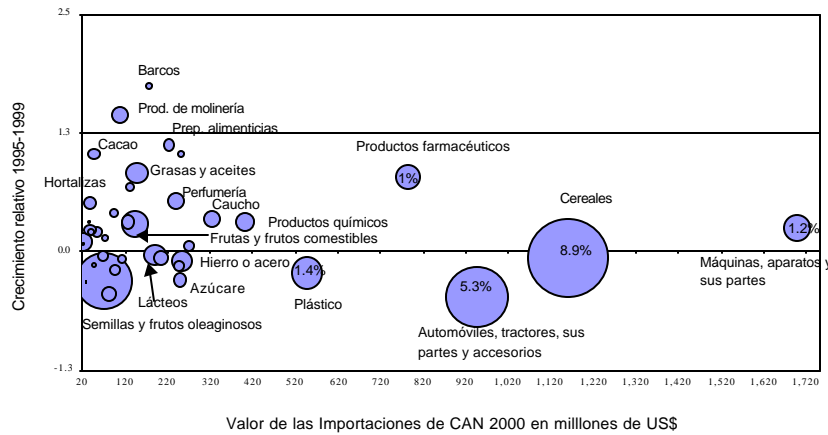 2.5
Barcos
Prod. de molinería
Prep. alimenticias
1.3
Cacao
Grasas y aceites
Productos farmacéuticos
1%
Hortalizas
Perfumería
Caucho
Cereales
Productos químicos
1.2%
Frutas y frutos comestibles
0.0
Hierro o acero
8.9%
Máquinas, aparatos y
sus partes
1.4%
5.3%
Azúcare
Lácteos
Plástico
Semillas y frutos oleaginosos
Automóviles, tractores, sus
partes y accesorios
-1.3
20 120 220 320 420 520 620 720 820 920 1,020 1,120 1,220 1,320 1,420 1,520 1,620 1,720
Crecimiento relativo 1995-1999
Valor de las Importaciones de CAN 2000 en milllones de US$